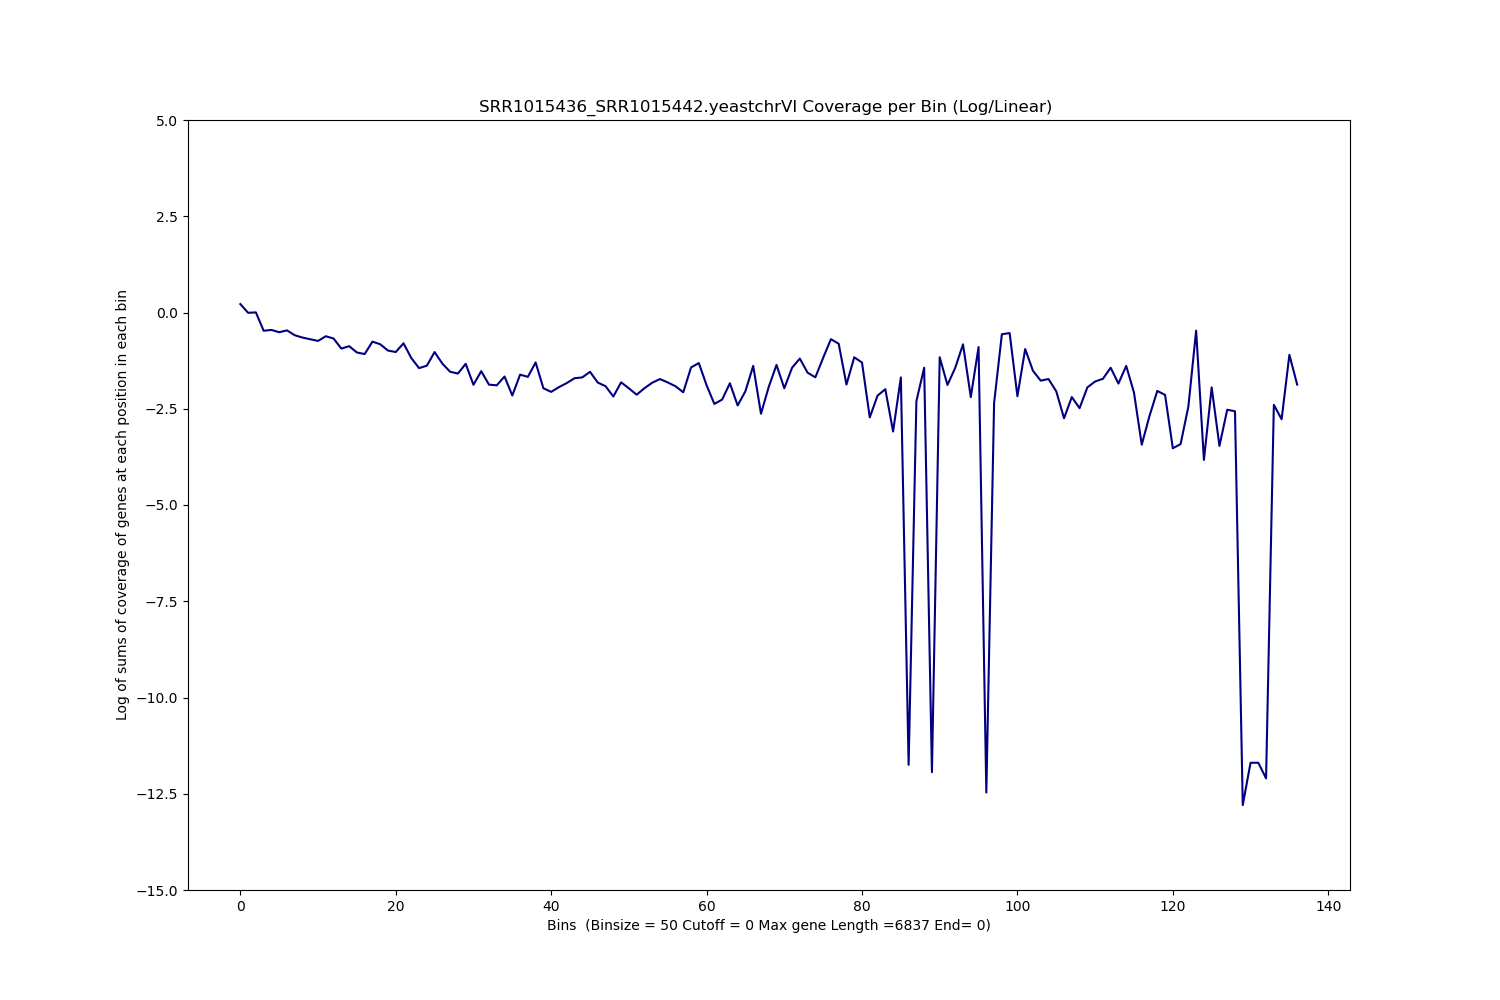 SRR1015436_SRR1015442.yeastchrVI Coverage per Bin (Log/Linear)
5.0
2.5
0.0
−2.5
−5.0
−7.5
−10.0
−12.5
−15.0
Log of sums of coverage of genes at each position in each bin
0 20 40 60 80 100 120 140
Bins  (Binsize = 50 Cutoff = 0 Max gene Length =6837 End= 0)